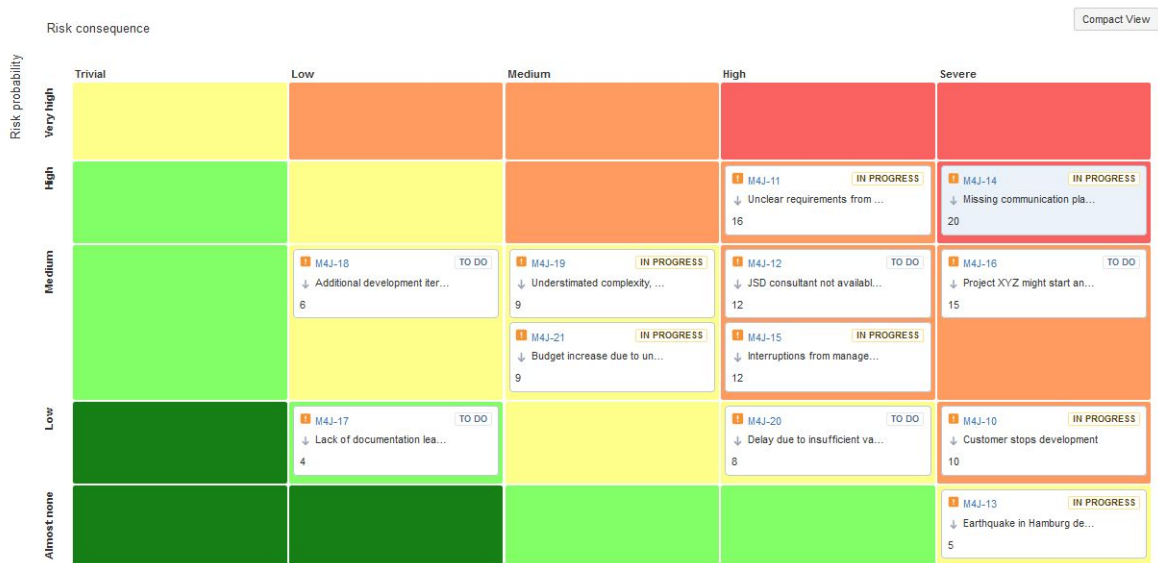 Compact View
Risk consequence
Risk probability
Trivial Low Medium High Severe
Very high
High
! M4J-11 IN PROGRESS
Unclear requirements from ...
16
! M4J-14 IN PROGRESS
Missing communication pla...
20
Medium
! M4J-18 TO DO
Additional development iter...
6
! M4J-19 IN PROGRESS
Understimated complexity, ...
9
! M4J-21 IN PROGRESS
Budget increase due to un...
9
! M4J-12 TO DO
JSD consultant not availabl...
12
! M4J-15 IN PROGRESS
Interruptions from manage...
12
! M4J-16 TO DO
Project XYZ might start an...
15
Low
! M4J-17 TO DO
Lack of documentation lea...
4
! M4J-20 TO DO
Delay due to insufficient va...
8
! M4J-10 IN PROGRESS
Customer stops development
10
Almost none
! M4J-13 IN PROGRESS
Earthquake in Hamburg de...
5